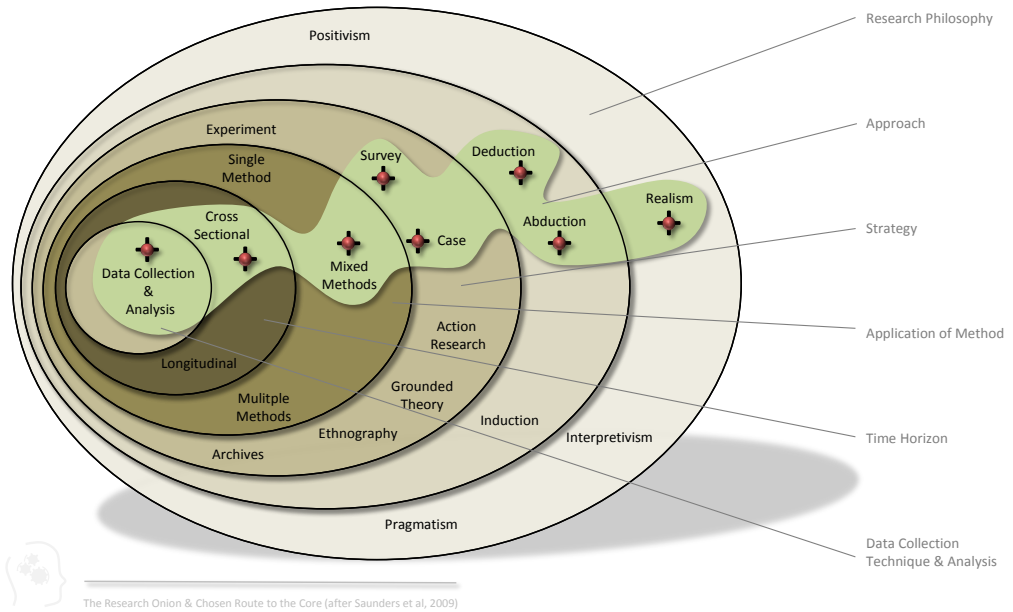 Positivism
Research Philosophy
Experiment
Approach
Single
Method
Survey
Deduction
Realism
Cross
Sectional
Abduction
Strategy
Case
Mixed
Methods
Data Collection
&
Analysis
Action
Research
Application of Method
Longitudinal
Grounded
Theory
Mulitple
Methods
Induction
Ethnography
Interpretivism
Time Horizon
Archives
Pragmatism
Data Collection
Technique & Analysis
The Research Onion & Chosen Route to the Core (after Saunders et al, 2009)